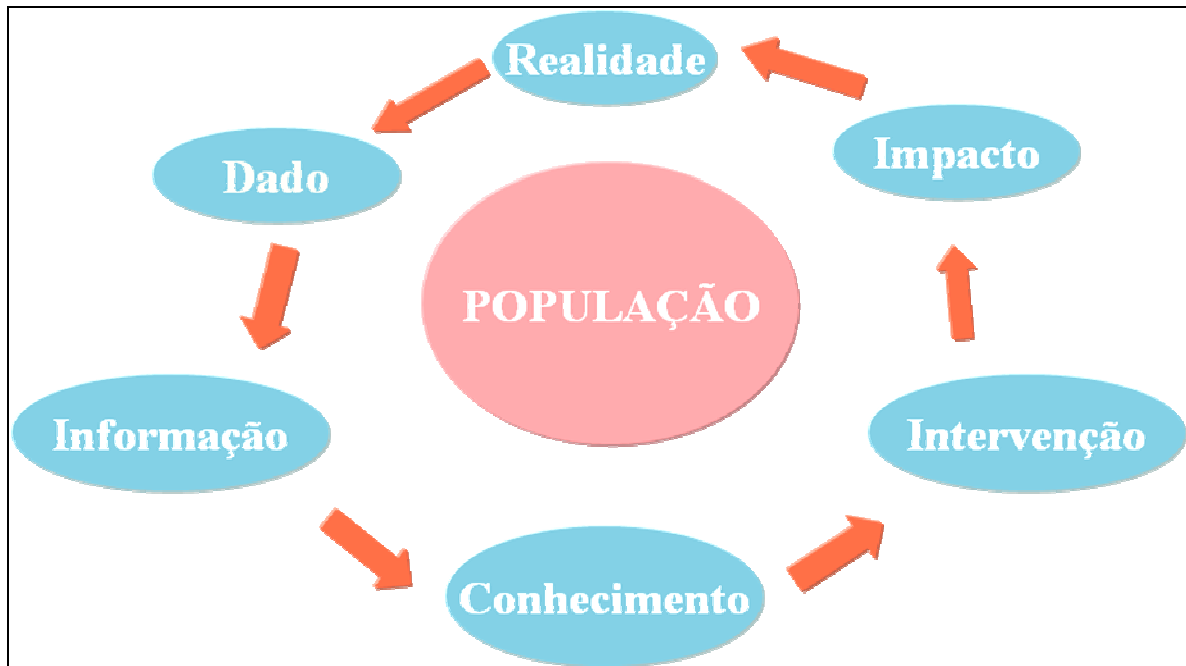 Realidade
Impacto
Dado
POPULAÇÃO
Informação
Intervenção
Conhecimento